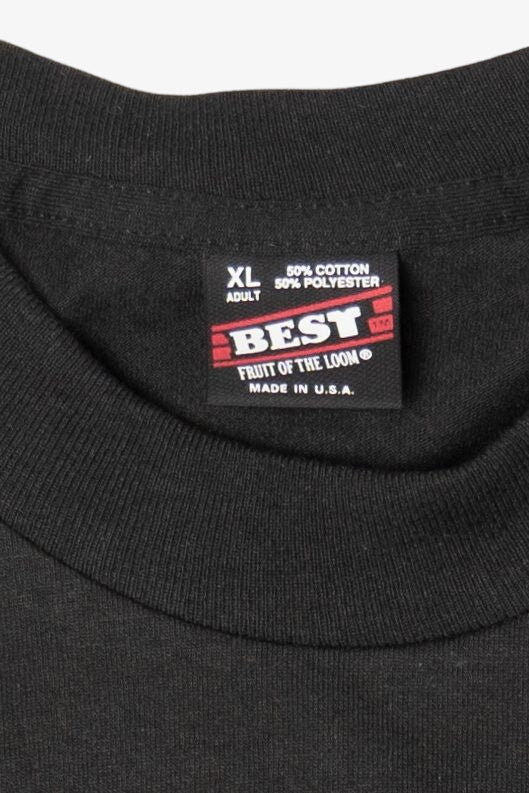 XL 50% COTTON
ADULT 50% POLYESTER
BEST TM
FRUIT OF THE LOOM®
MADE IN U.S.A.